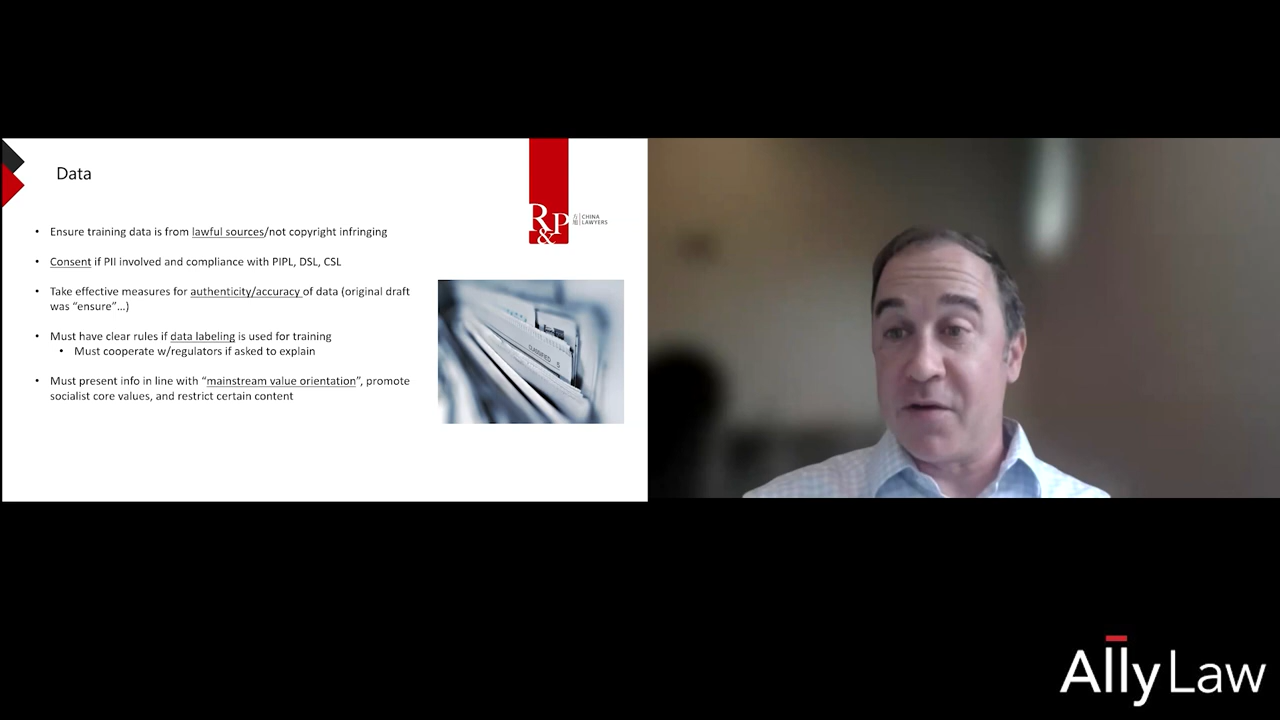 Data
R&P
CHINA
LAWYERS
• Ensure training data is from lawful sources/not copyright infringing
• Consent if PII involved and compliance with PIPL, DSL, CSL
• Take effective measures for authenticity/accuracy of data (original draft
was “ensure”…)
• Must have clear rules if data labeling is used for training
• Must cooperate w/regulators if asked to explain
• Must present info in line with “mainstream value orientation”, promote
socialist core values, and restrict certain content
CLASSIFIED
Ally Law